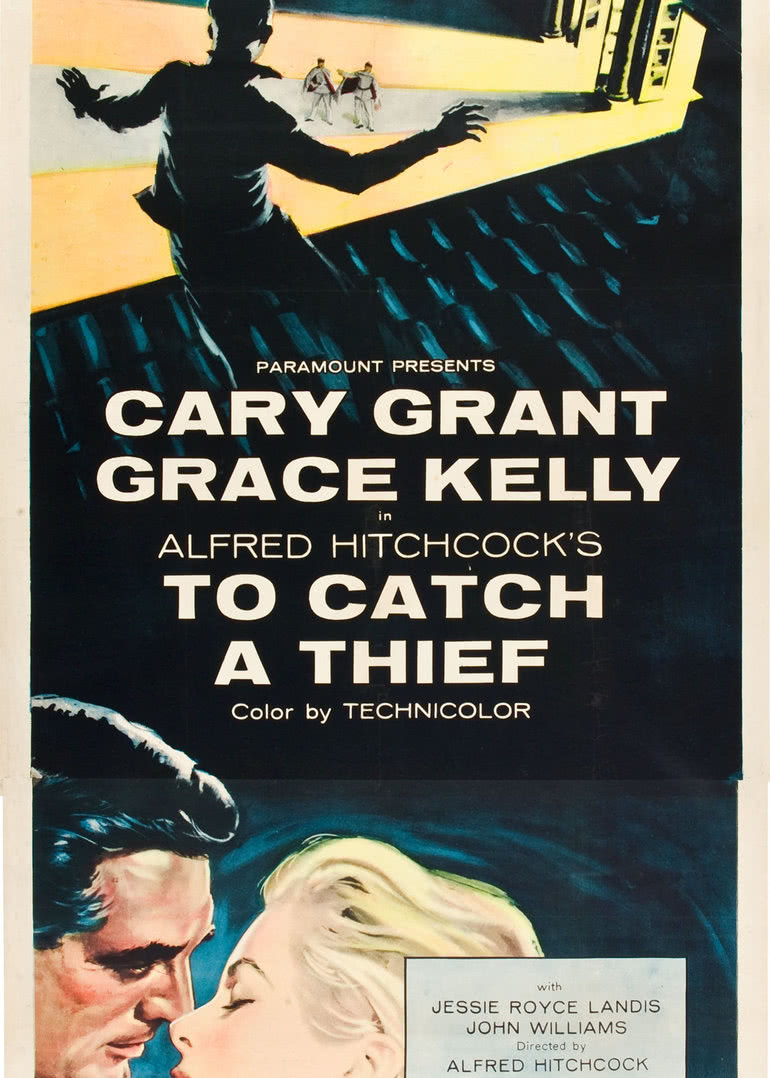 PARAMOUNT PRESENTS
CARY GRANT
GRACE KELLY
in
ALFRED HITCHCOCK'S
TO CATCH
A THIEF
Color by TECHNICOLOR
with
JESSIE ROYCE LANDIS
JOHN WILLIAMS
Directed by
ALFRED HITCHCOCK